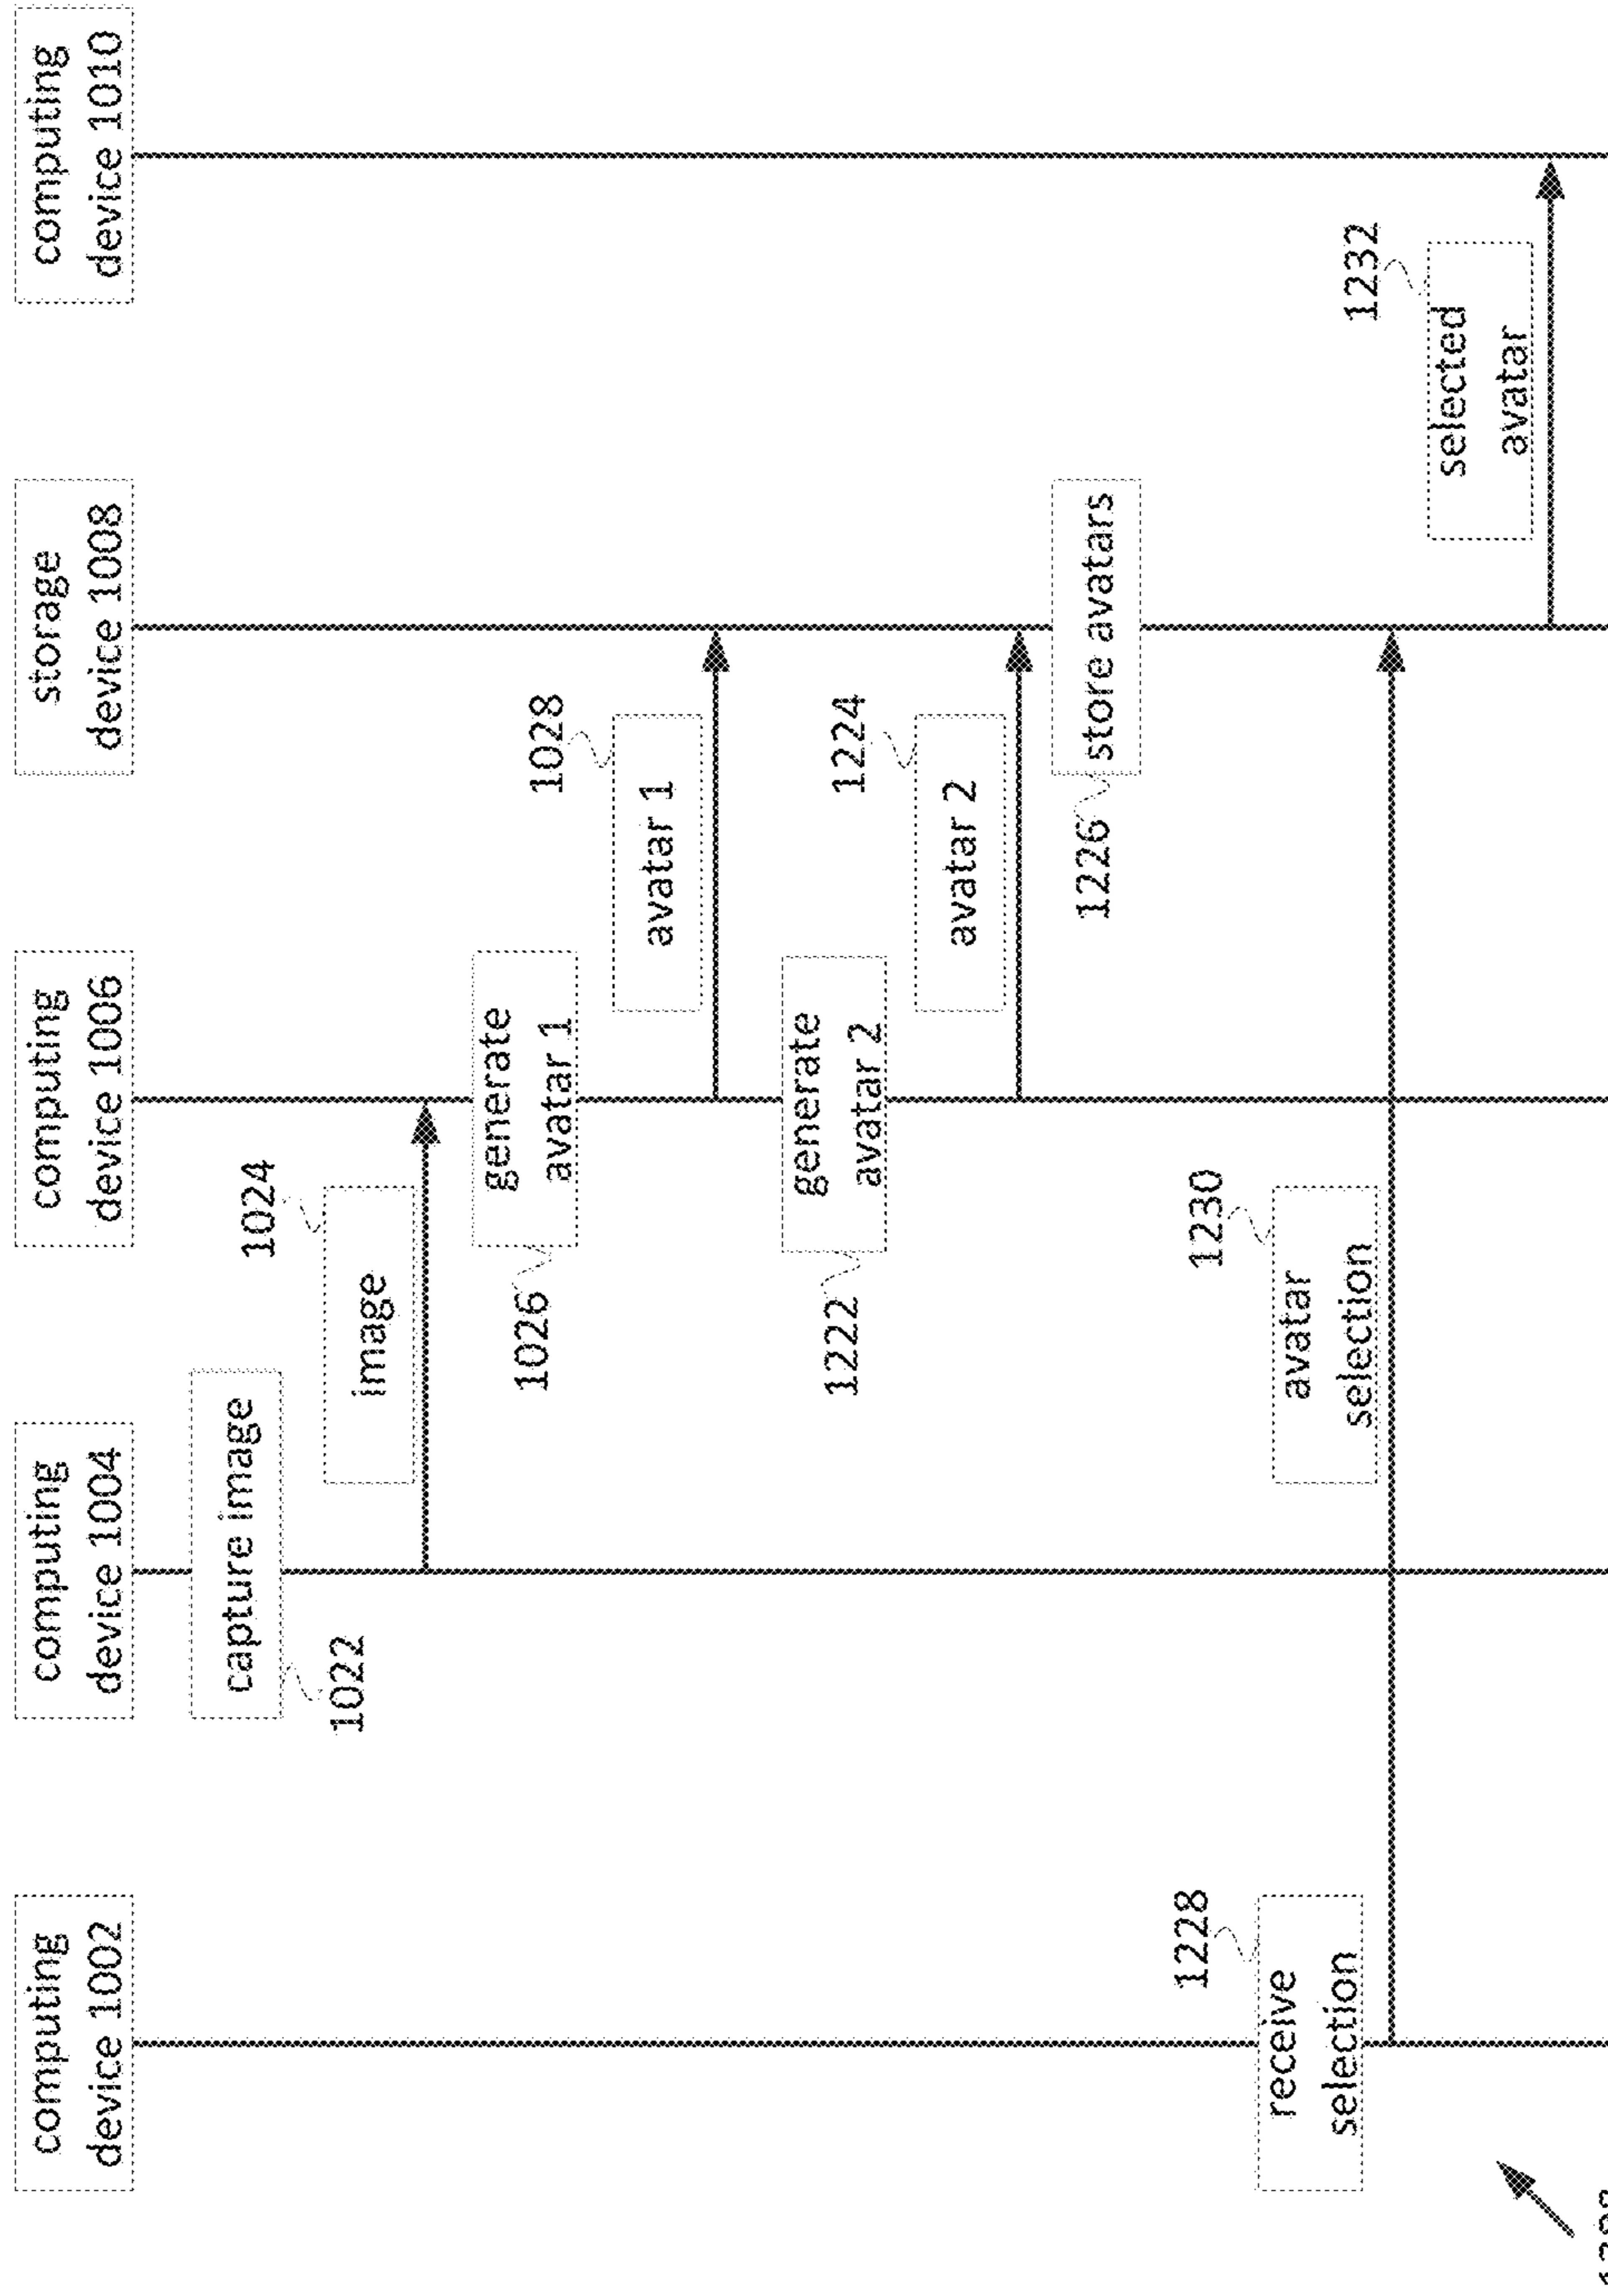 computing
device 1002
computing
device 1004
computing
device 1006
storage
device 1008
computing
device 1010
capture image
1022
1024
image
generate
avatar 1
1026
1028
avatar 1
generate
avatar 2
1222
1224
avatar 2
store avatars
1226
1228
receive
selection
1230
avatar
selection
1232
selected
avatar